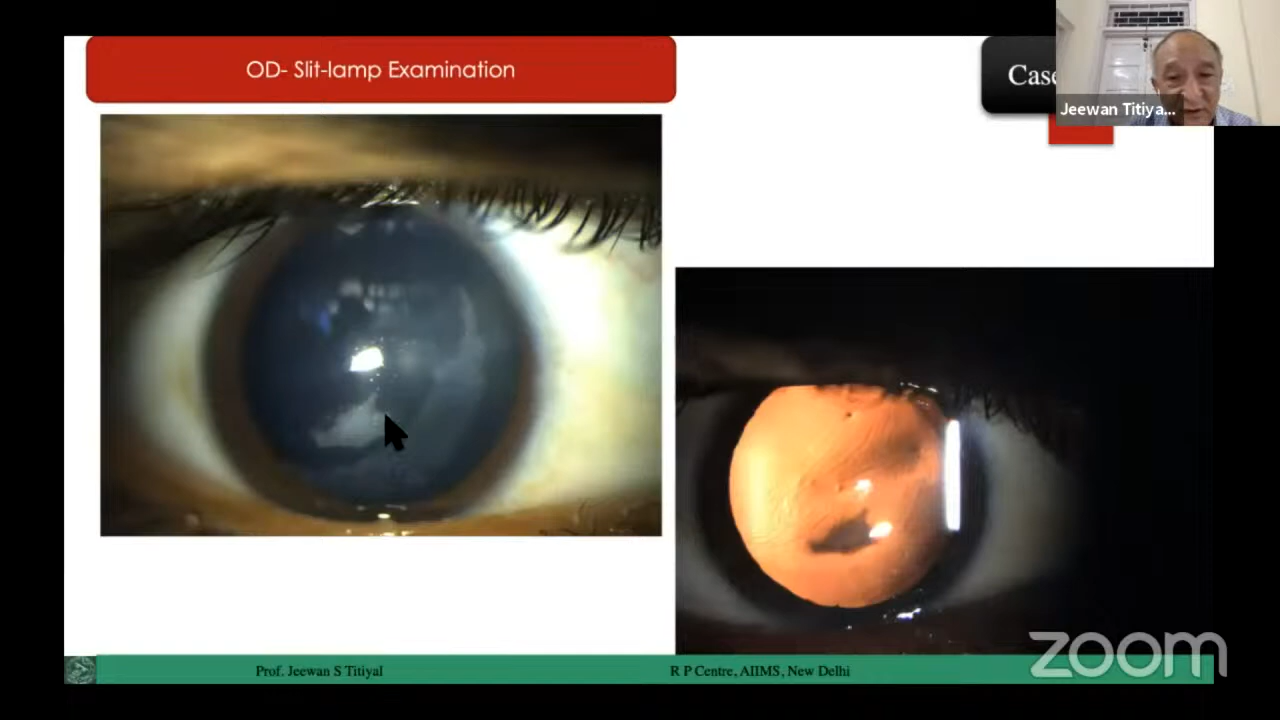 OD- Slit-lamp Examination
Case
Jeewan Titiya...
Prof. Jeewan S Titiyal
R P Centre, AIIMS, New Delhi
zoom